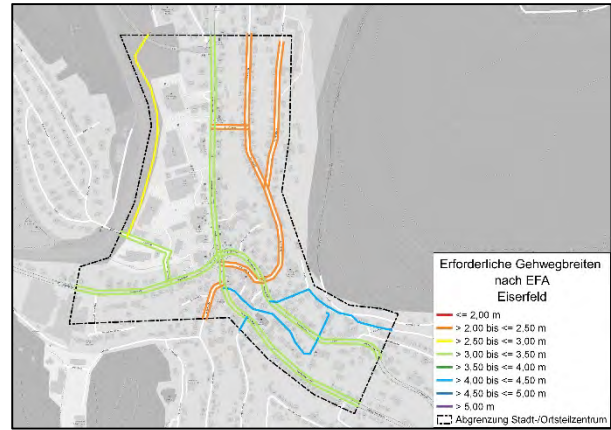 Erforderliche Gehwegbreiten
nach EFA
Eiserfeld
<= 2,00 m
> 2,00 bis <= 2,50 m
> 2,50 bis <= 3,00 m
> 3,00 bis <= 3,50 m
> 3,50 bis <= 4,00 m
> 4,00 bis <= 4,50 m
> 4,50 bis <= 5,00 m
> 5,00 m
Abgrenzung Stadt-/Ortsteilzentrum